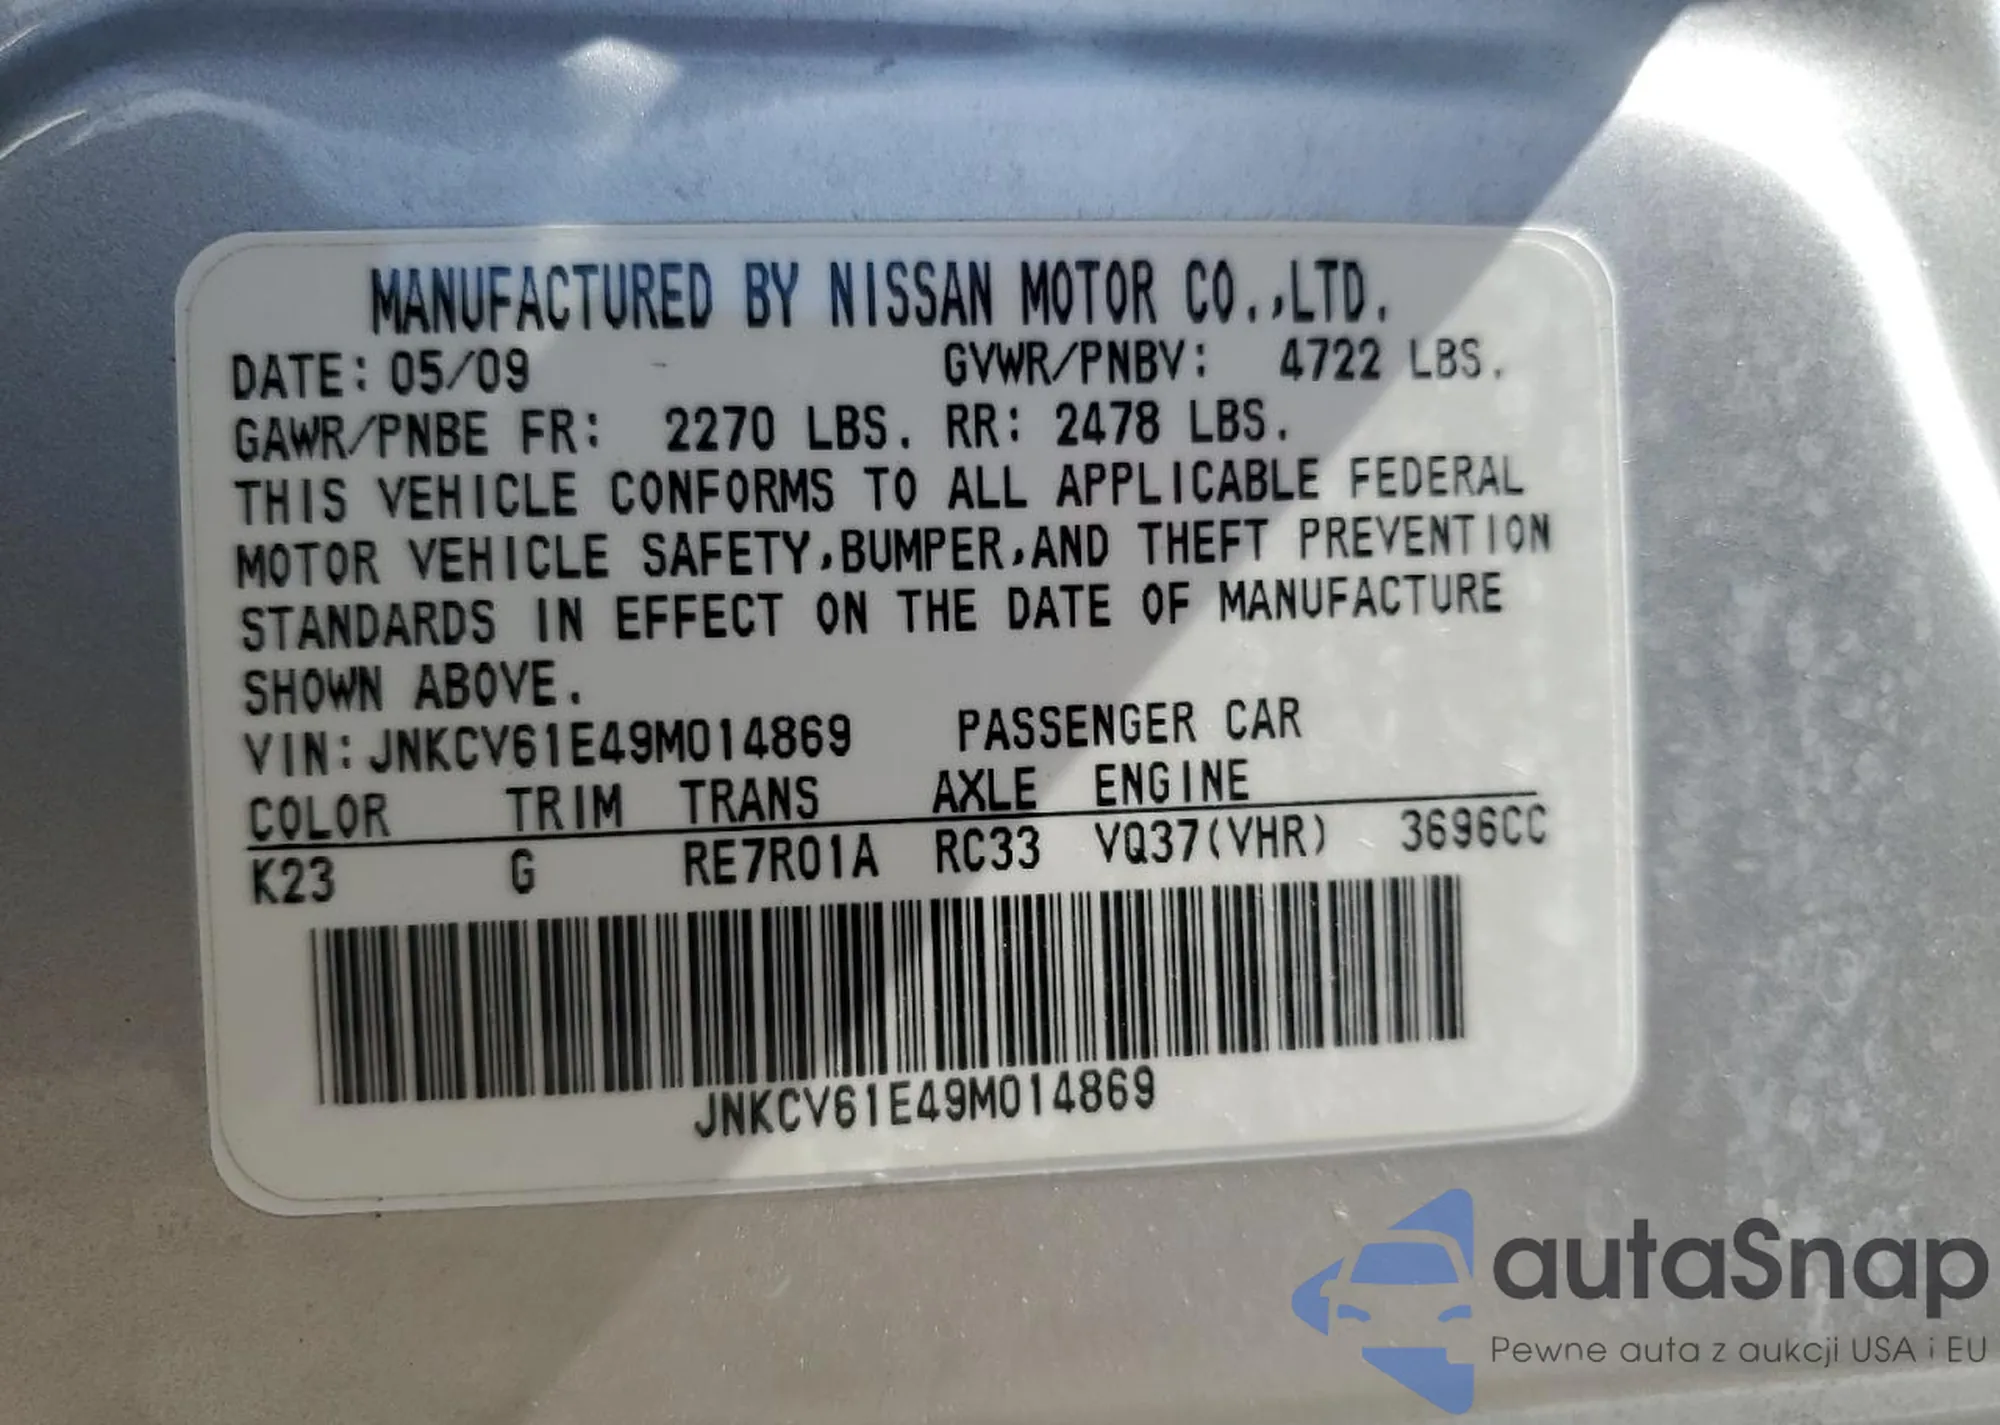 MANUFACTURED BY NISSAN MOTOR CO.,LTD.
DATE: 05/09 GVWR/PNBV: 4722 LBS.
GAWR/PNBE FR: 2270 LBS. RR: 2478 LBS.
THIS VEHICLE CONFORMS TO ALL APPLICABLE FEDERAL
MOTOR VEHICLE SAFETY,BUMPER,AND THEFT PREVENTION
STANDARDS IN EFFECT ON THE DATE OF MANUFACTURE
SHOWN ABOVE.
VIN:JNKCV61E49M014869 PASSENGER CAR
COLOR TRIM TRANS AXLE ENGINE
K23 G RE7R01A RC33 VQ37(VHR) 3696CC
JNKCV61E49M014869
autaSnap
Pewne auta z aukcji USA i EU